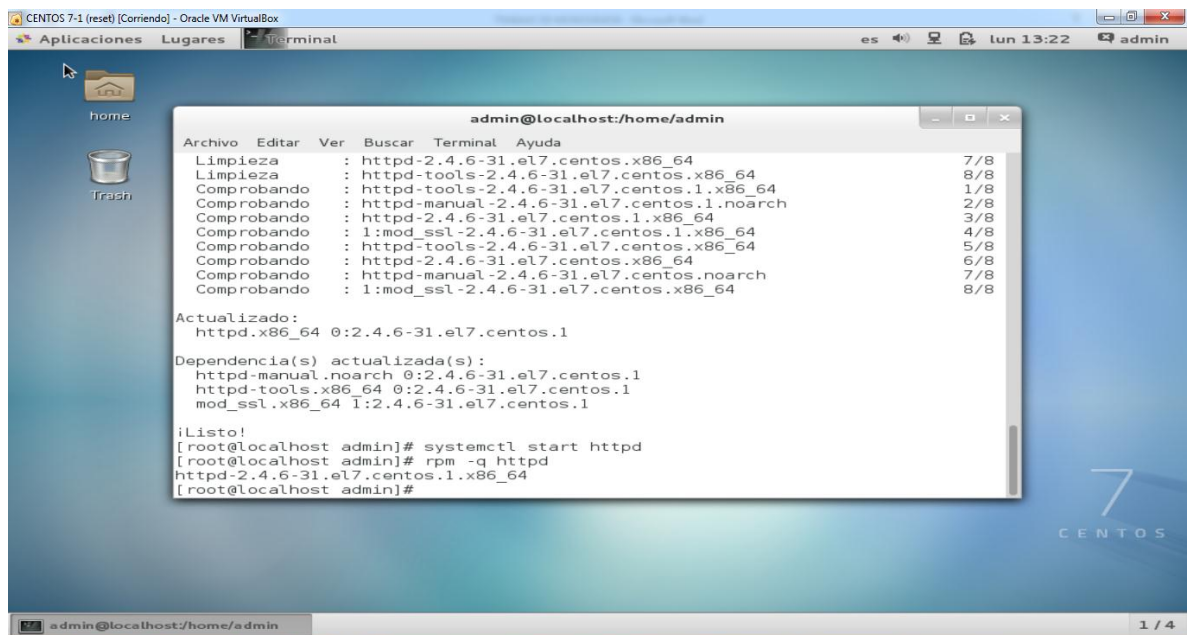 CENTOS 7-1 (reset) [Corriendo] - Oracle VM VirtualBox
Aplicaciones Lugares Terminal es lun 13:22 admin
home
Trash
admin@localhost:/home/admin
Archivo Editar Ver Buscar Terminal Ayuda
Limpieza : httpd-2.4.6-31.el7.centos.x86_64 7/8
Limpieza : httpd-tools-2.4.6-31.el7.centos.x86_64 8/8
Comprobando : httpd-tools-2.4.6-31.el7.centos.1.x86_64 1/8
Comprobando : httpd-manual-2.4.6-31.el7.centos.1.noarch 2/8
Comprobando : httpd-2.4.6-31.el7.centos.1.x86_64 3/8
Comprobando : 1:mod_ssl-2.4.6-31.el7.centos.1.x86_64 4/8
Comprobando : httpd-tools-2.4.6-31.el7.centos.x86_64 5/8
Comprobando : httpd-2.4.6-31.el7.centos.x86_64 6/8
Comprobando : httpd-manual-2.4.6-31.el7.centos.noarch 7/8
Comprobando : 1:mod_ssl-2.4.6-31.el7.centos.x86_64 8/8
Actualizado:
httpd.x86_64 0:2.4.6-31.el7.centos.1
Dependencia(s) actualizada(s):
httpd-manual.noarch 0:2.4.6-31.el7.centos.1
httpd-tools.x86_64 0:2.4.6-31.el7.centos.1
mod_ssl.x86_64 1:2.4.6-31.el7.centos.1
¡Listo!
[root@localhost admin]# systemctl start httpd
[root@localhost admin]# rpm -q httpd
httpd-2.4.6-31.el7.centos.1.x86_64
[root@localhost admin]#
7
CENTOS
admin@localhost:/home/admin 1 / 4